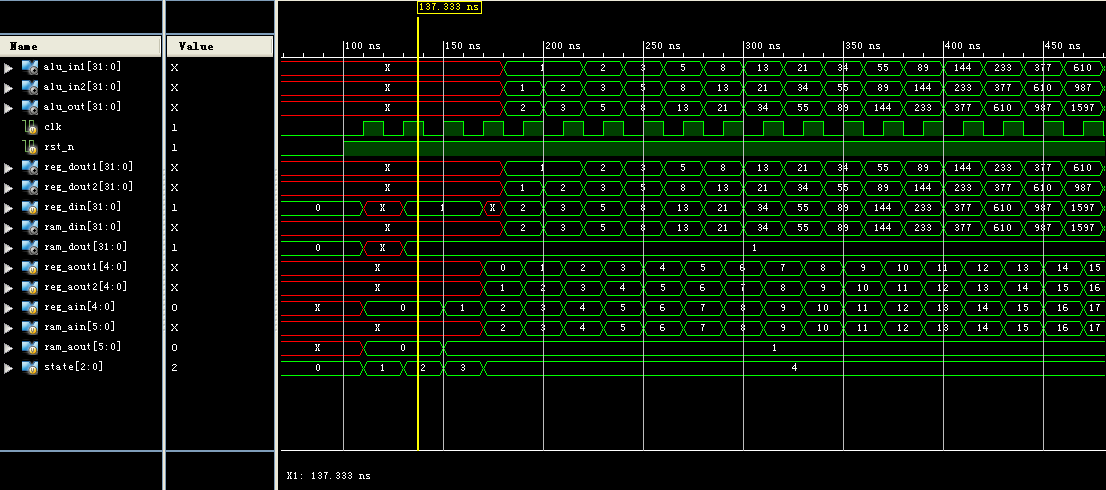 137.333 ns
Name Value 100 ns 150 ns 200 ns 250 ns 300 ns 350 ns 400 ns 450 ns
alu_in1[31:0] X X 1 2 3 5 8 13 21 34 55 89 144 233 377 610
alu_in2[31:0] X X 1 2 3 5 8 13 21 34 55 89 144 233 377 610 987
alu_out[31:0] X X 2 3 5 8 13 21 34 55 89 144 233 377 610 987 1597
clk 1
rst_n 1
reg_dout1[31:0] X X 1 2 3 5 8 13 21 34 55 89 144 233 377 610
reg_dout2[31:0] X X 1 2 3 5 8 13 21 34 55 89 144 233 377 610 987
reg_din[31:0] 1 0 X 1 X 2 3 5 8 13 21 34 55 89 144 233 377 610 987 1597
ram_din[31:0] X X 2 3 5 8 13 21 34 55 89 144 233 377 610 987 1597
ram_dout[31:0] 1 0 X 1
reg_aout1[4:0] X X 0 1 2 3 4 5 6 7 8 9 10 11 12 13 14 15
reg_aout2[4:0] X X 1 2 3 4 5 6 7 8 9 10 11 12 13 14 15 16
reg_ain[4:0] 0 X 0 1 2 3 4 5 6 7 8 9 10 11 12 13 14 15 16 17
ram_ain[5:0] X X 2 3 4 5 6 7 8 9 10 11 12 13 14 15 16 17
ram_aout[5:0] 0 X 0 1
state[2:0] 2 0 1 2 3 4
X1: 137.333 ns